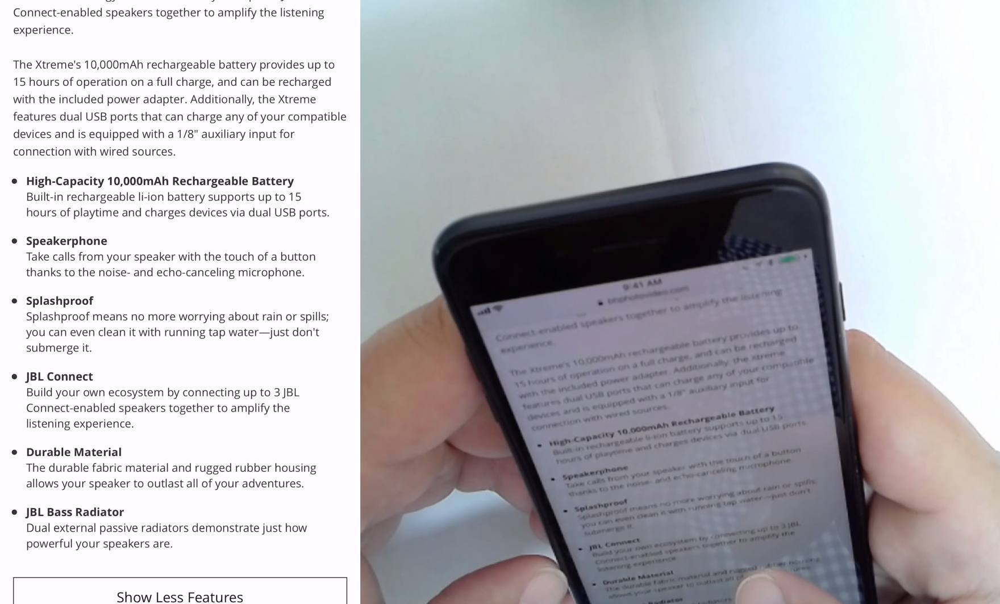 Connect-enabled speakers together to amplify the listening
experience.
The Xtreme's 10,000mAh rechargeable battery provides up to
15 hours of operation on a full charge, and can be recharged
with the included power adapter. Additionally, the Xtreme
features dual USB ports that can charge any of your compatible
devices and is equipped with a 1/8" auxiliary input for
connection with wired sources.
• High-Capacity 10,000mAh Rechargeable Battery
Built-in rechargeable li-ion battery supports up to 15
hours of playtime and charges devices via dual USB ports.
• Speakerphone
Take calls from your speaker with the touch of a button
thanks to the noise- and echo-canceling microphone.
• Splashproof
Splashproof means no more worrying about rain or spills;
you can even clean it with running tap water—just don't
submerge it.
• JBL Connect
Build your own ecosystem by connecting up to 3 JBL
Connect-enabled speakers together to amplify the
listening experience.
• Durable Material
The durable fabric material and rugged rubber housing
allows your speaker to outlast all of your adventures.
• JBL Bass Radiator
Dual external passive radiators demonstrate just how
powerful your speakers are.
Show Less Features
9:41 AM
bhphotovideo.com
Connect-enabled speakers together to amplify the listening
experience.
The Xtreme's 10,000mAh rechargeable battery provides up to
15 hours of operation on a full charge, and can be recharged
with the included power adapter. Additionally, the Xtreme
features dual USB ports that can charge any of your compatible
devices and is equipped with a 1/8" auxiliary input for
connection with wired sources.
• High-Capacity 10,000mAh Rechargeable Battery
Built-in rechargeable li-ion battery supports up to 15
hours of playtime and charges devices via dual USB ports.
• Speakerphone
Take calls from your speaker with the touch of a button
thanks to the noise- and echo-canceling microphone.
• Splashproof
Splashproof means no more worrying about rain or spills;
you can even clean it with running tap water—just don't
submerge it.
• JBL Connect
Build your own ecosystem by connecting up to 3 JBL
Connect-enabled speakers together to amplify the
listening experience.
• Durable Material
The durable fabric material and rugged rubber housing
allows your speaker to outlast all of
Radiator